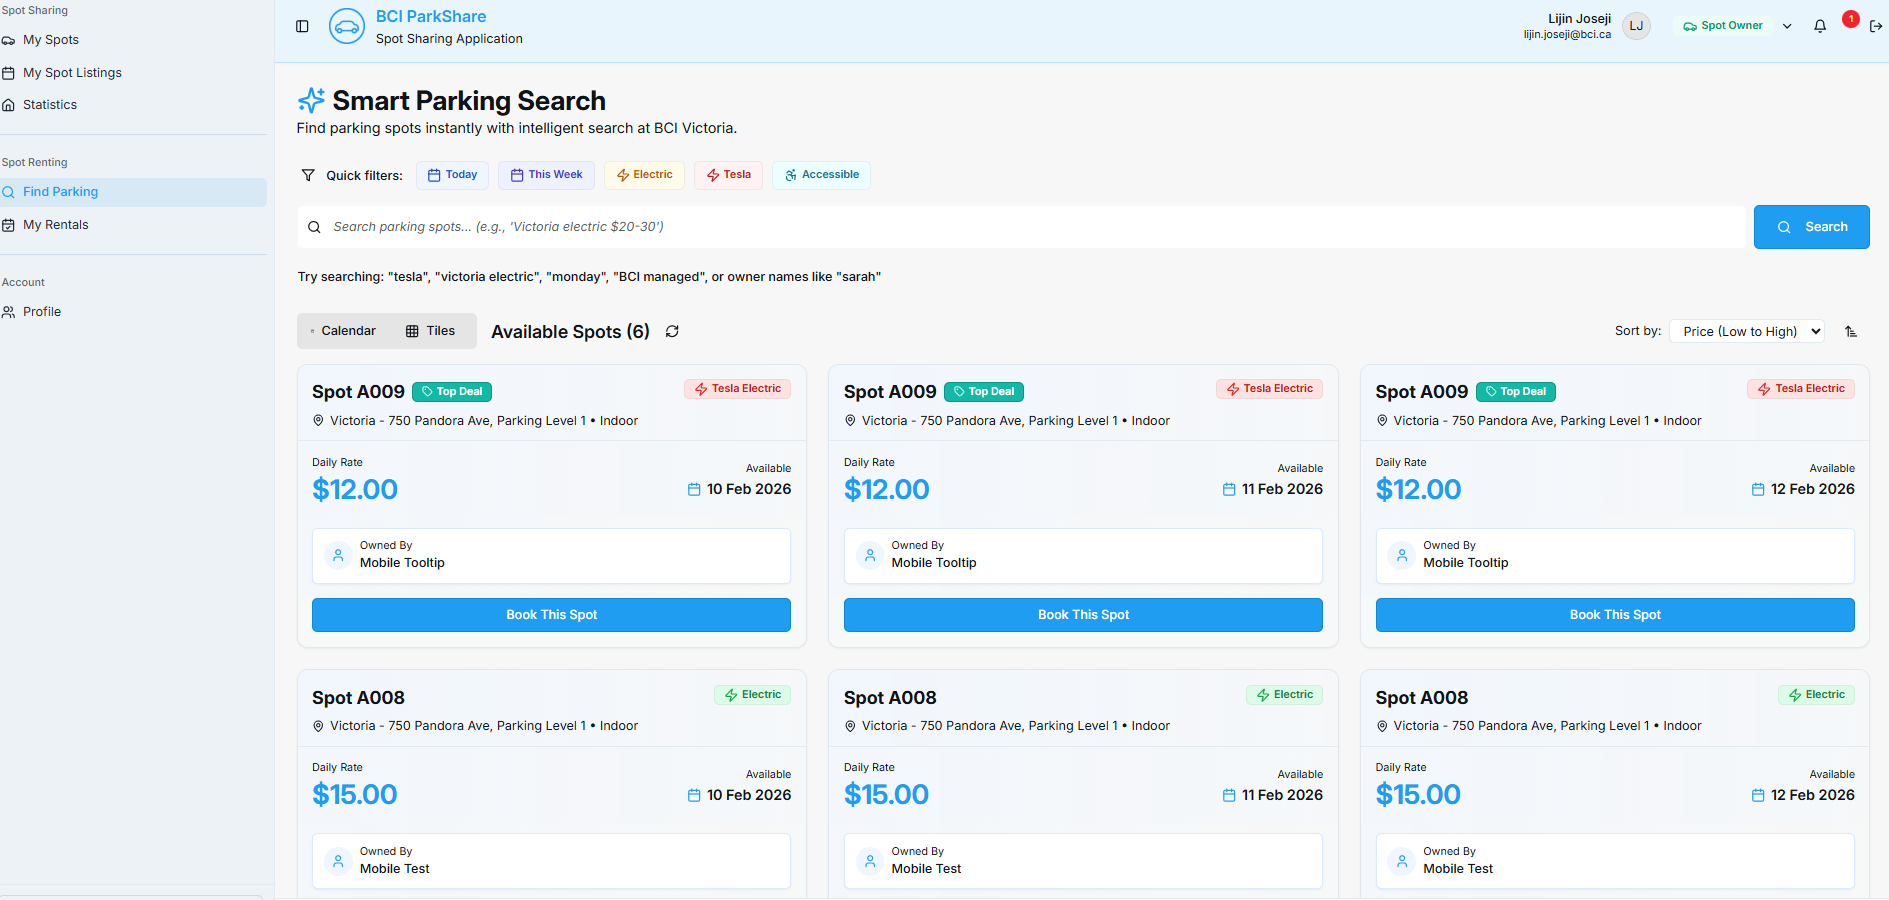 Spot Sharing
My Spots
My Spot Listings
Statistics
Spot Renting
Find Parking
My Rentals
Account
Profile
BCI ParkShare
Spot Sharing Application
Lijin Joseji
lijin.joseji@bci.ca
LJ
Spot Owner
1
Smart Parking Search
Find parking spots instantly with intelligent search at BCI Victoria.
Quick filters:
Today
This Week
Electric
Tesla
Accessible
Search parking spots... (e.g., 'Victoria electric $20-30')
Search
Try searching: "tesla", "victoria electric", "monday", "BCI managed", or owner names like "sarah"
Calendar
Tiles
Available Spots (6)
Sort by:
Price (Low to High)
Spot A009
Top Deal
Tesla Electric
Victoria - 750 Pandora Ave, Parking Level 1 • Indoor
Daily Rate
$12.00
Available
10 Feb 2026
Owned By
Mobile Tooltip
Book This Spot
Spot A009
Top Deal
Tesla Electric
Victoria - 750 Pandora Ave, Parking Level 1 • Indoor
Daily Rate
$12.00
Available
11 Feb 2026
Owned By
Mobile Tooltip
Book This Spot
Spot A009
Top Deal
Tesla Electric
Victoria - 750 Pandora Ave, Parking Level 1 • Indoor
Daily Rate
$12.00
Available
12 Feb 2026
Owned By
Mobile Tooltip
Book This Spot
Spot A008
Electric
Victoria - 750 Pandora Ave, Parking Level 1 • Indoor
Daily Rate
$15.00
Available
10 Feb 2026
Owned By
Mobile Test
Spot A008
Electric
Victoria - 750 Pandora Ave, Parking Level 1 • Indoor
Daily Rate
$15.00
Available
11 Feb 2026
Owned By
Mobile Test
Spot A008
Electric
Victoria - 750 Pandora Ave, Parking Level 1 • Indoor
Daily Rate
$15.00
Available
12 Feb 2026
Owned By
Mobile Test